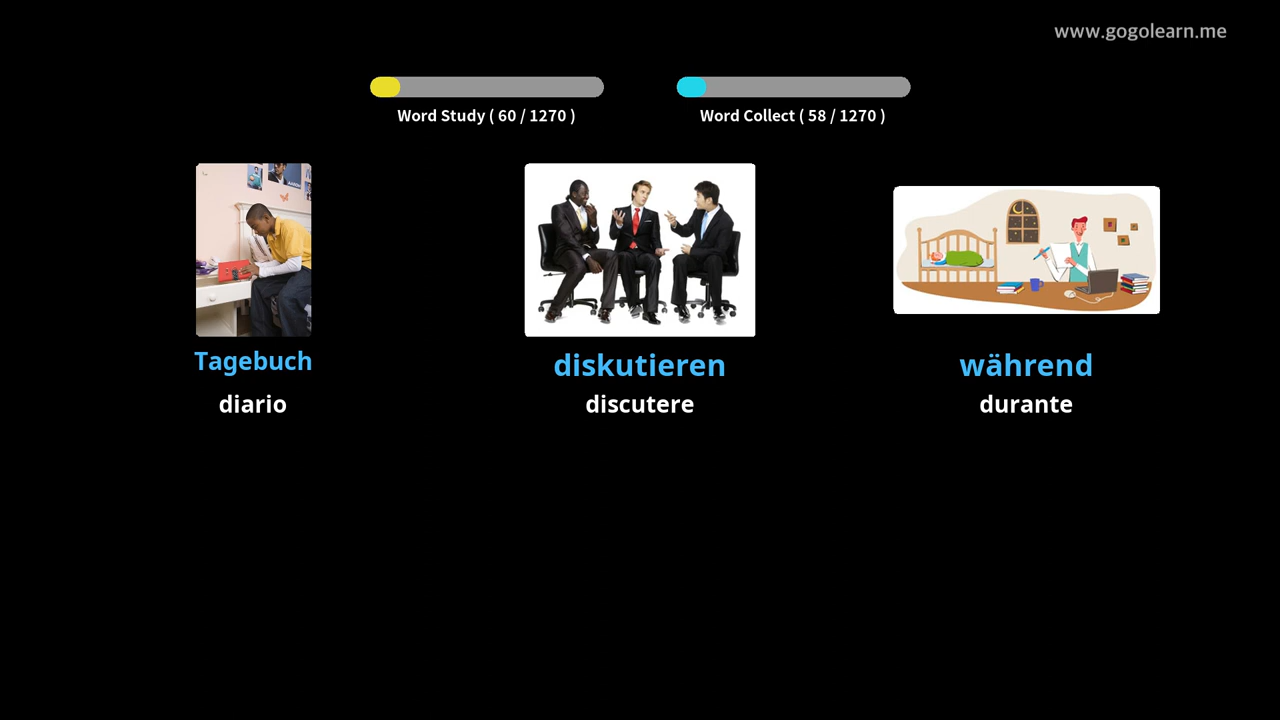 www.gogolearn.me
Word Study ( 60 / 1270 )
Word Collect ( 58 / 1270 )
Tagebuch
diario
diskutieren
discutere
während
durante